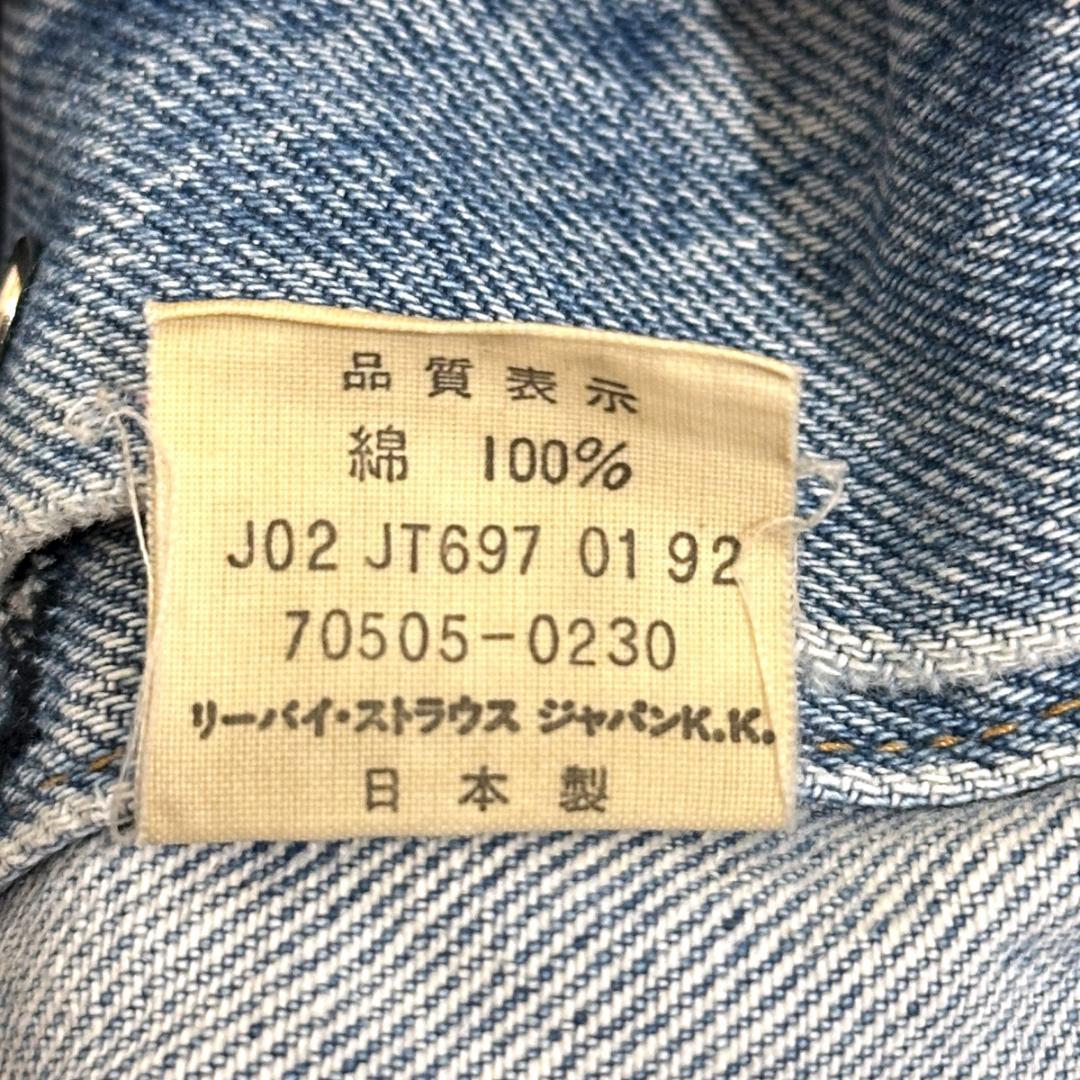 品質表示
綿 100%
J02 JT697 01 92
70505-0230
リーバイ・ストラウス ジャパンK.K.
日本製